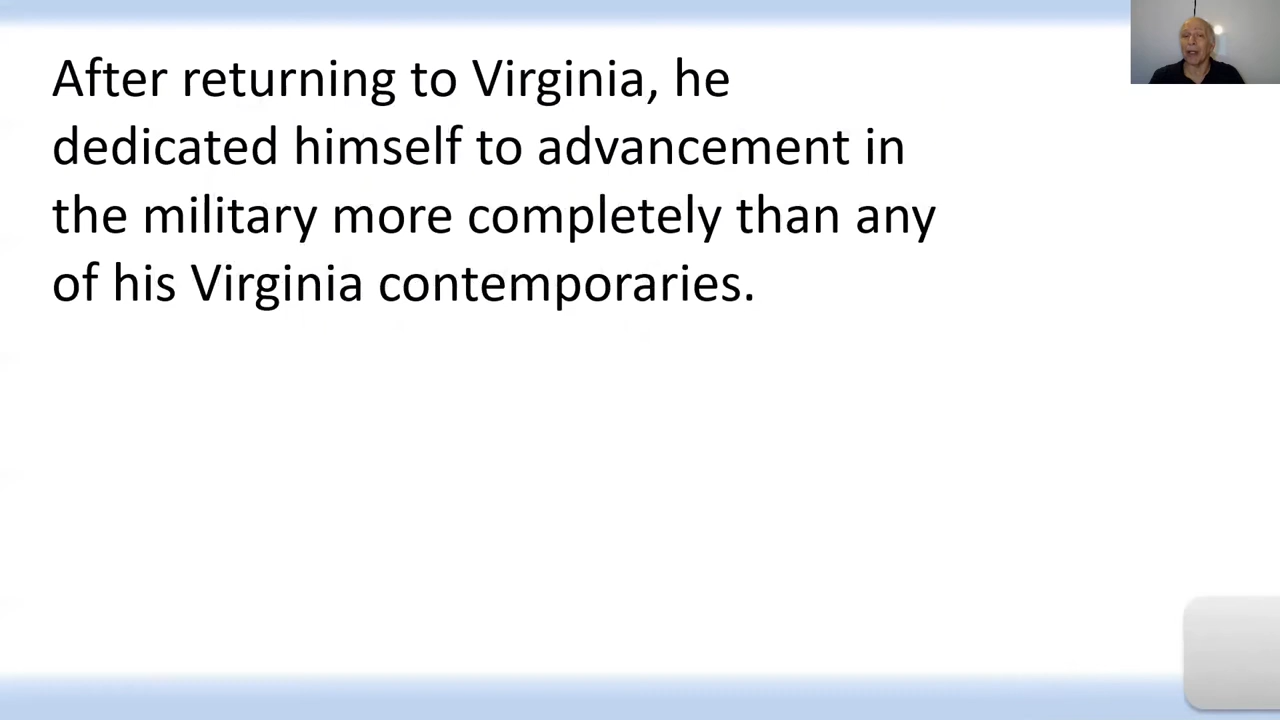 After returning to Virginia, he
dedicated himself to advancement in
the military more completely than any
of his Virginia contemporaries.